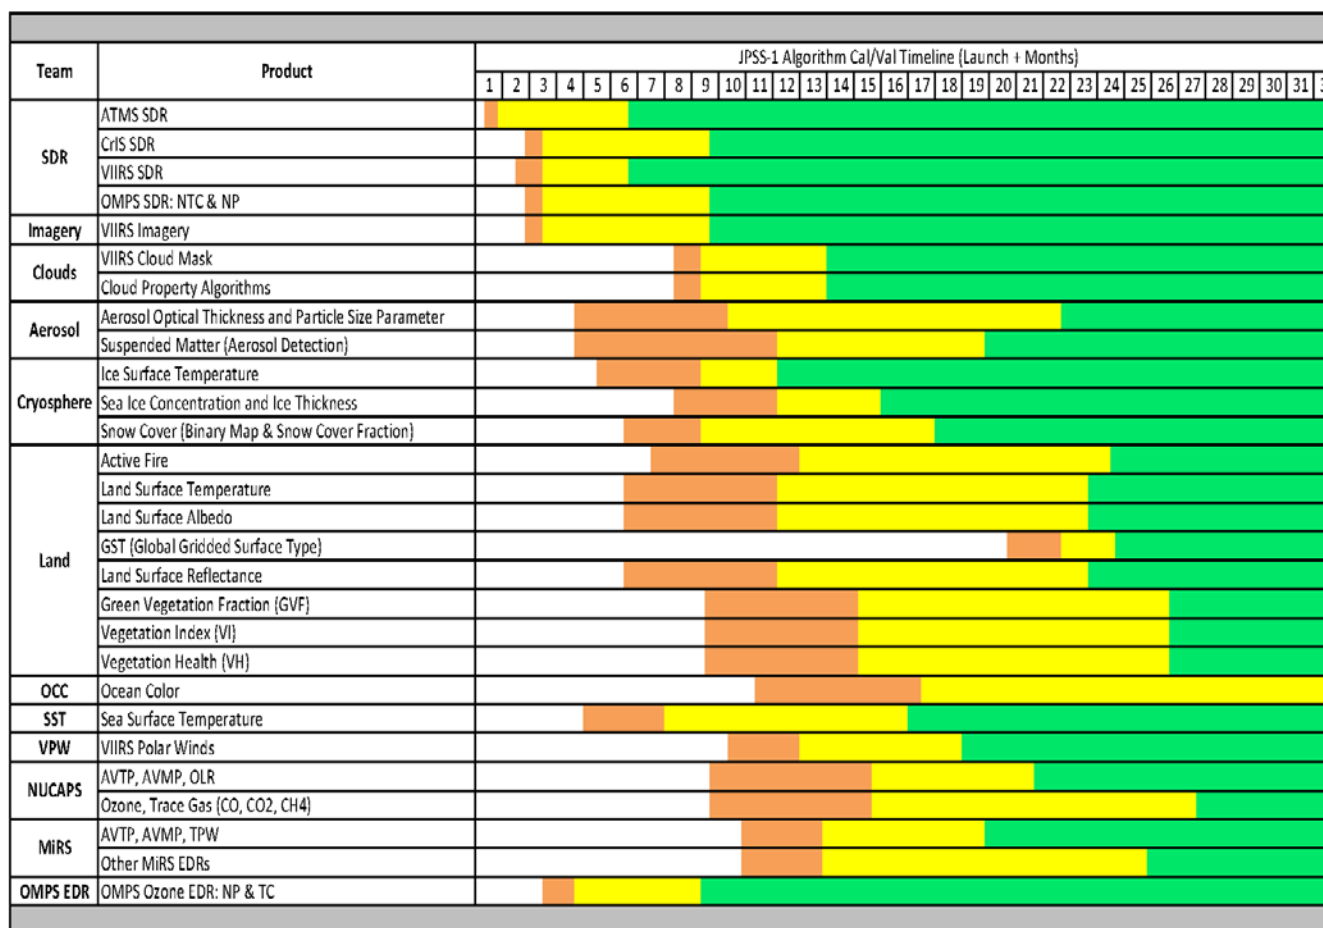 JPSS-1 Algorithm Cal/Val Timeline (Launch + Months)
Team Product
1 2 3 4 5 6 7 8 9 10 11 12 13 14 15 16 17 18 19 20 21 22 23 24 25 26 27 28 29 30 31
SDR
ATMS SDR
CrIS SDR
VIIRS SDR
OMPS SDR: NTC & NP
Imagery VIIRS Imagery
Clouds
VIIRS Cloud Mask
Cloud Property Algorithms
Aerosol
Aerosol Optical Thickness and Particle Size Parameter
Suspended Matter (Aerosol Detection)
Cryosphere
Ice Surface Temperature
Sea Ice Concentration and Ice Thickness
Snow Cover (Binary Map & Snow Cover Fraction)
Land
Active Fire
Land Surface Temperature
Land Surface Albedo
GST (Global Gridded Surface Type)
Land Surface Reflectance
Green Vegetation Fraction (GVF)
Vegetation Index (VI)
Vegetation Health (VH)
OCC Ocean Color
SST Sea Surface Temperature
VPW VIIRS Polar Winds
NUCAPS
AVTP, AVMP, OLR
Ozone, Trace Gas (CO, CO2, CH4)
MiRS
AVTP, AVMP, TPW
Other MiRS EDRs
OMPS EDR OMPS Ozone EDR: NP & TC